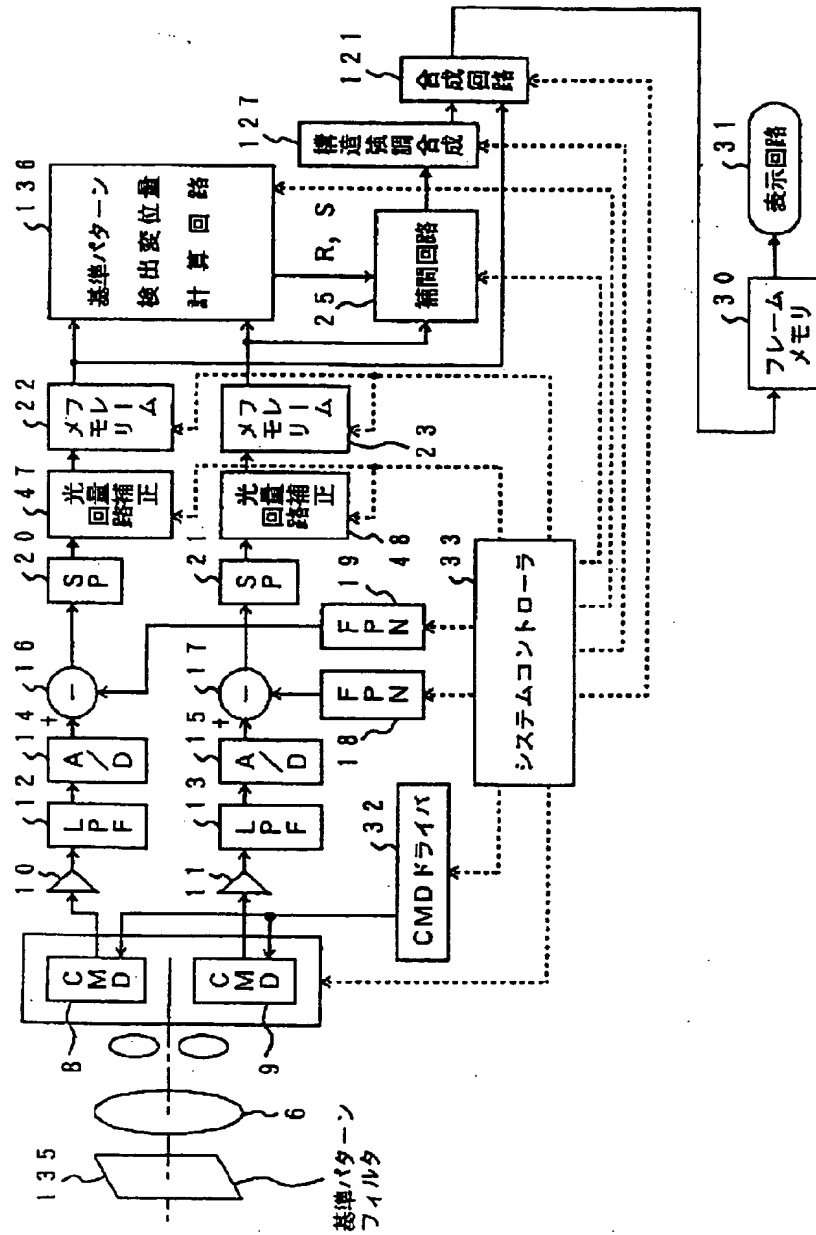 135
基準パターン
フィルタ
6
8
CMD
9
CMD
10
11
12
LPF
13
LPF
14
A/D
15
A/D
+
16
−
+
17
−
18
FPN
19
FPN
20
SP
21
SP
47
光量補正
回路
48
光量補正
回路
22
フレーム
メモリ
23
フレーム
メモリ
136
基準パターン
検出変位量
計算回路
R, S
25
補間回路
127
構造強調合成
121
合成回路
32
CMDドライバ
33
システムコントローラ
30
フレーム
メモリ
31
表示回路